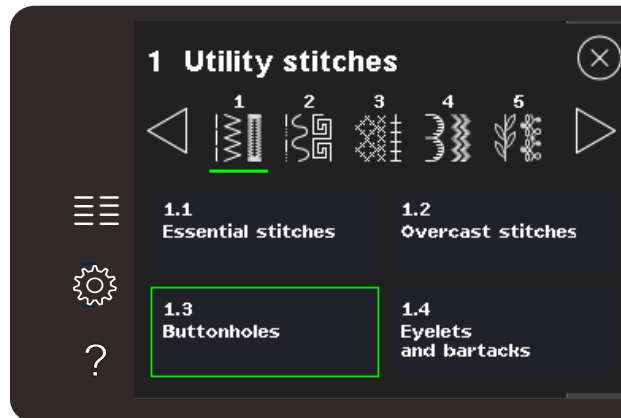 1 Utility stitches
1 2 3 4 5
1.1
Essential stitches
1.2
Overcast stitches
1.3
Buttonholes
1.4
Eyelets
and bartacks
?